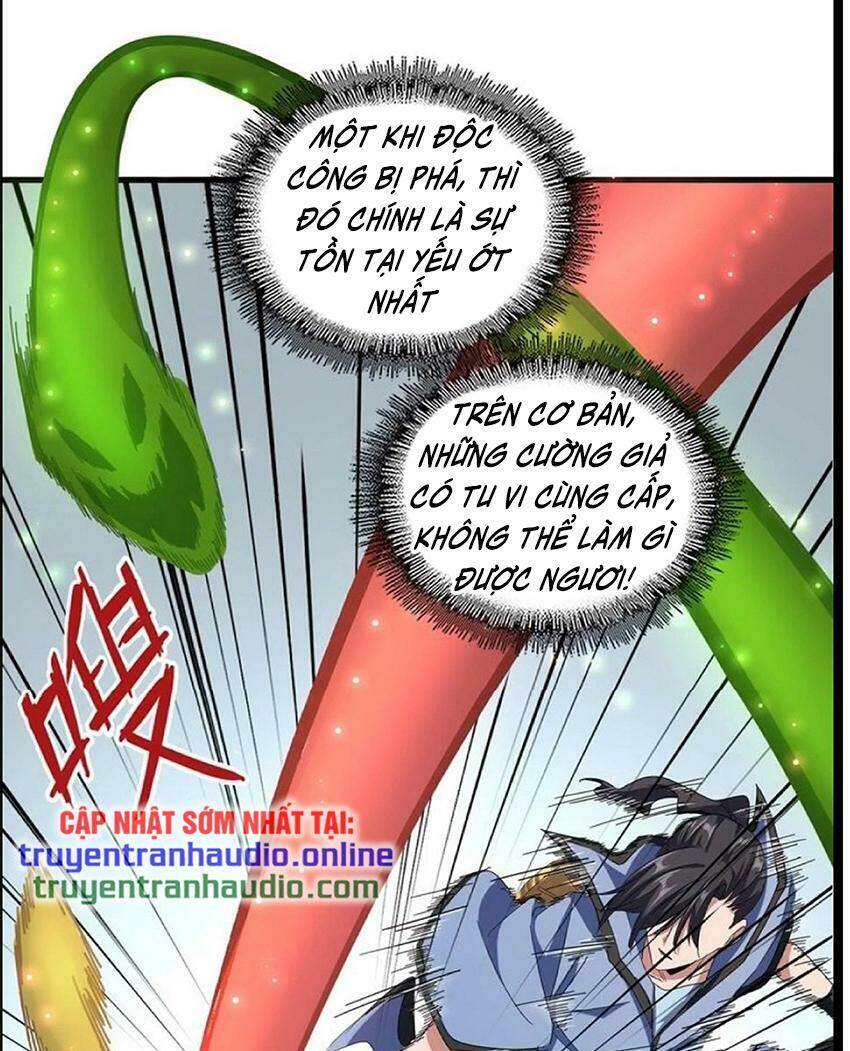 MỘT KHI ĐỘC
CÔNG BỊ PHÁ, THÌ
ĐÓ CHÍNH LÀ SỰ
TỒN TẠI YẾU ỚT
NHẤT
TRÊN CƠ BẢN,
NHỮNG CƯỜNG GIẢ
CÓ TU VI CÙNG CẤP,
KHÔNG THỂ LÀM GÌ
ĐƯỢC NGƯƠI!
CẬP NHẬT SỚM NHẤT TẠI:
truyentranhaudio.online
truyentranhaudio.com